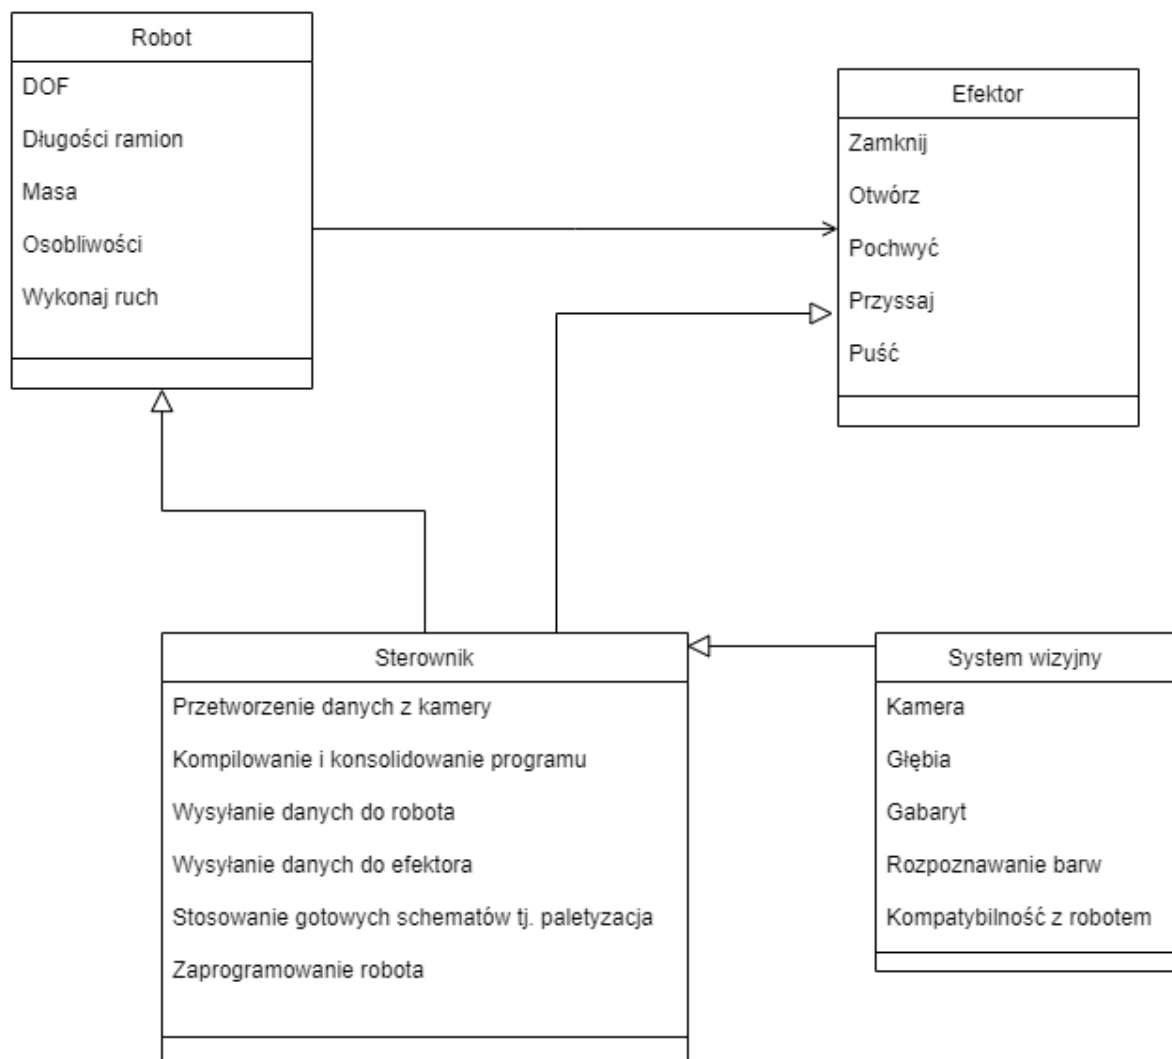 Robot
DOF
Długości ramion
Masa
Osobliwości
Wykonaj ruch
Efektor
Zamknij
Otwórz
Pochwyć
Przyssaj
Puść
Sterownik
Przetworzenie danych z kamery
Kompilowanie i konsolidowanie programu
Wysyłanie danych do robota
Wysyłanie danych do efektora
Stosowanie gotowych schematów tj. paletyzacja
Zaprogramowanie robota
System wizyjny
Kamera
Głębia
Gabaryt
Rozpoznawanie barw
Kompatybilność z robotem